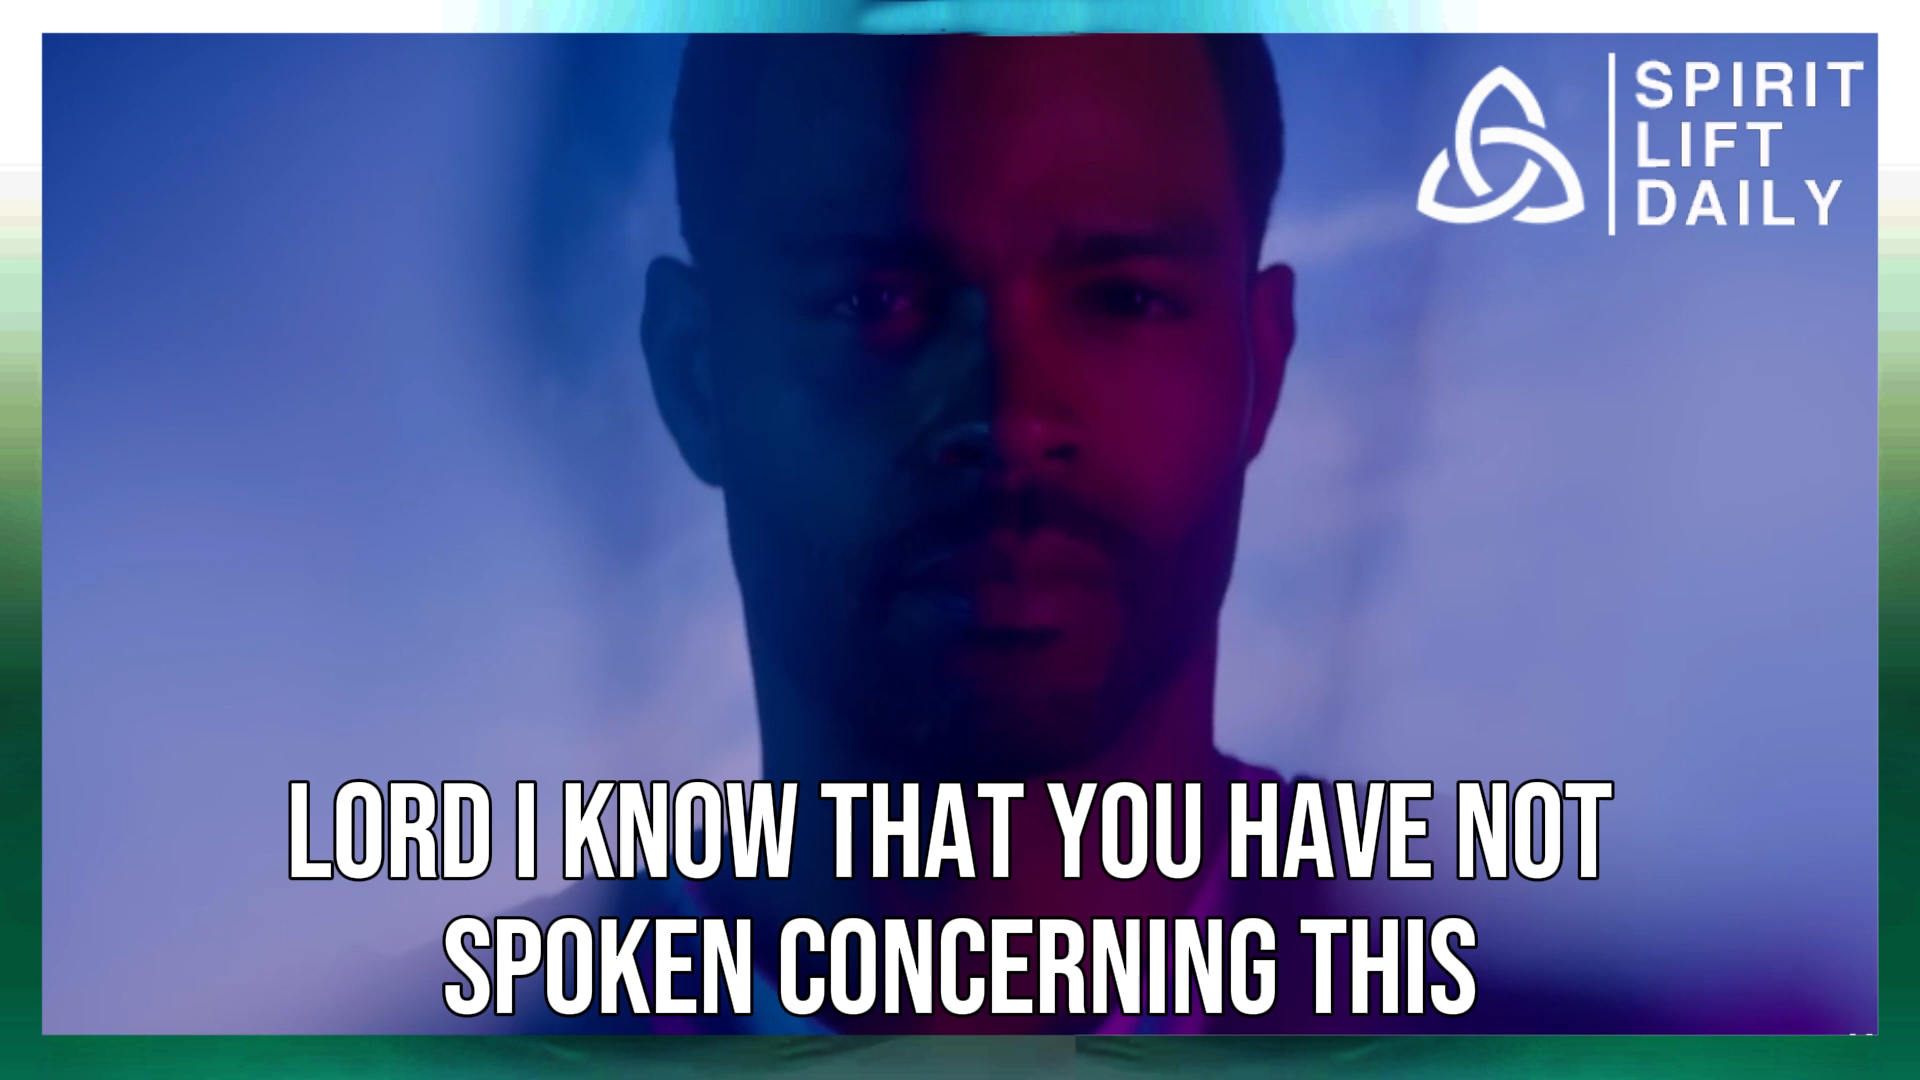 SPIRIT
LIFT
DAILY
LORD I KNOW THAT YOU HAVE NOT
SPOKEN CONCERNING THIS